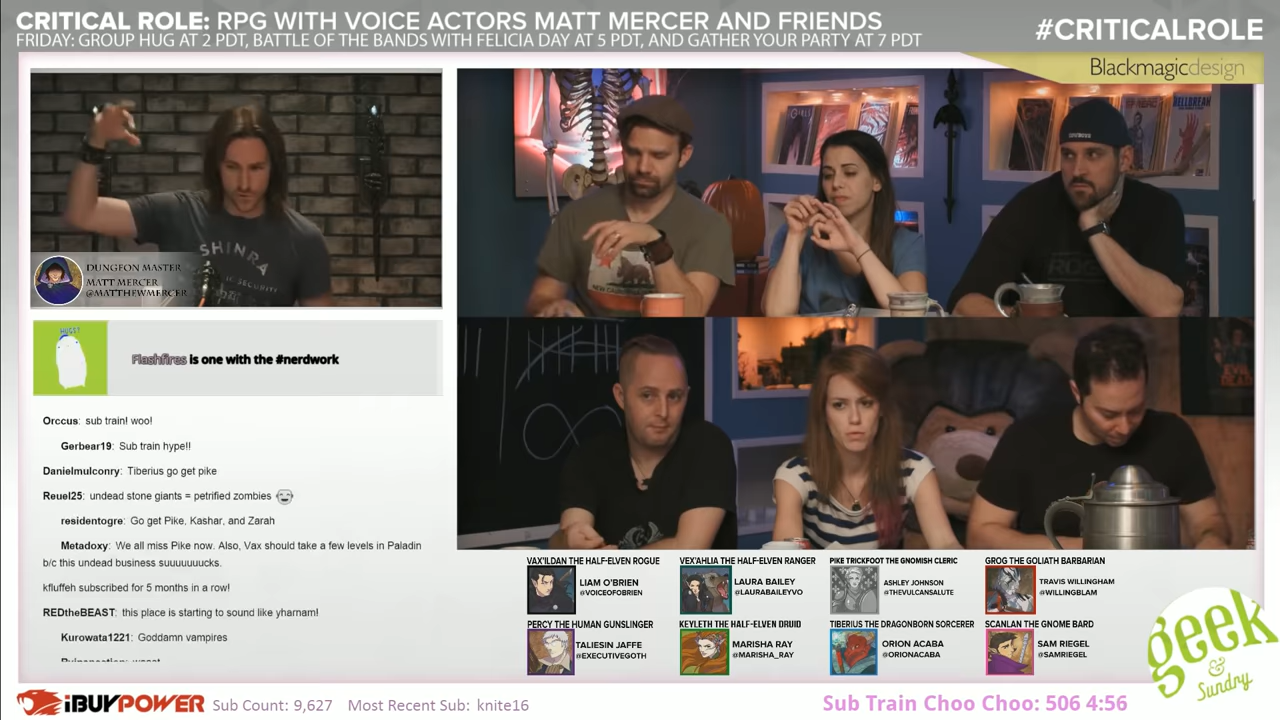 CRITICAL ROLE: RPG WITH VOICE ACTORS MATT MERCER AND FRIENDS
FRIDAY: GROUP HUG AT 2 PDT, BATTLE OF THE BANDS WITH FELICIA DAY AT 5 PDT, AND GATHER YOUR PARTY AT 7 PDT
#CRITICALROLE
Blackmagicdesign
HELLBREAK
SHINRA
DUNGEON MASTER
MATT MERCER
@MATTHEWMERCER
HUGS?
Flashfires is one with the #nerdwork
Orccus: sub train! woo!
Gerbear19: Sub train hype!!
Danielmulconry: Tiberius go get pike
Reuel25: undead stone giants = petrified zombies
residentogre: Go get Pike, Kashar, and Zarah
Metadoxy: We all miss Pike now. Also, Vax should take a few levels in Paladin
b/c this undead business suuuuuuucks.
kfluffeh subscribed for 5 months in a row!
REDtheBEAST: this place is starting to sound like yharnam!
Kurowata1221: Goddamn vampires
VAX'ILDAN THE HALF-ELVEN ROGUE
LIAM O'BRIEN
@VOICEOFOBRIEN
VEX'AHLIA THE HALF-ELVEN RANGER
LAURA BAILEY
@LAURABAILEYVO
PIKE TRICKFOOT THE GNOMISH CLERIC
ASHLEY JOHNSON
@THEVULCANSALUTE
GROG THE GOLIATH BARBARIAN
TRAVIS WILLINGHAM
@WILLINGBLAM
PERCY THE HUMAN GUNSLINGER
TALIESIN JAFFE
@EXECUTIVEGOTH
KEYLETH THE HALF-ELVEN DRUID
MARISHA RAY
@MARISHA_RAY
TIBERIUS THE DRAGONBORN SORCERER
ORION ACABA
@ORIONACABA
SCANLAN THE GNOME BARD
SAM RIEGEL
@SAMRIEGEL
geek
&
Sundry
iBUYPOWER
Sub Count: 9,627 Most Recent Sub: knite16
Sub Train Choo Choo: 506 4:56